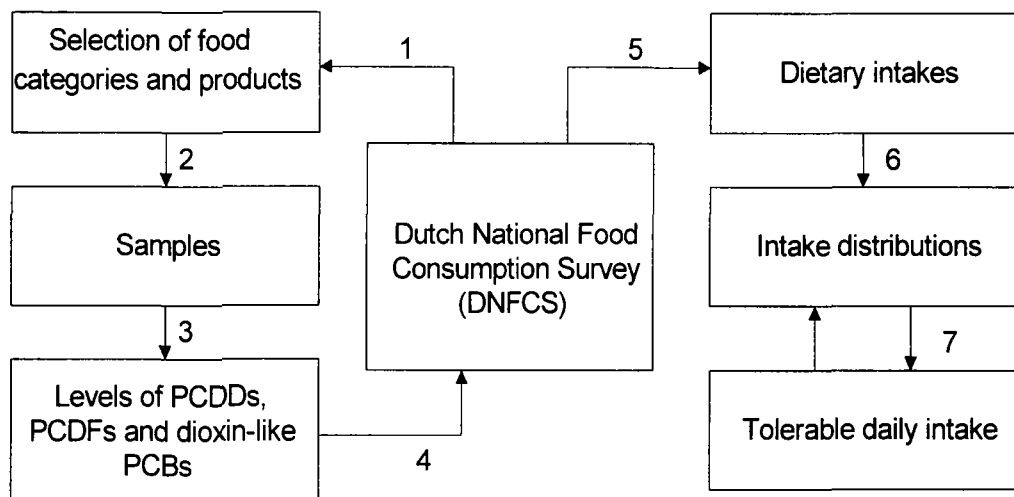 Selection of food
categories and products
1
5
Dietary intakes
2
6
Samples
Dutch National Food
Consumption Survey
(DNFCS)
Intake distributions
3
7
Levels of PCDDs,
PCDFs and dioxin-like
PCBs
4
Tolerable daily intake